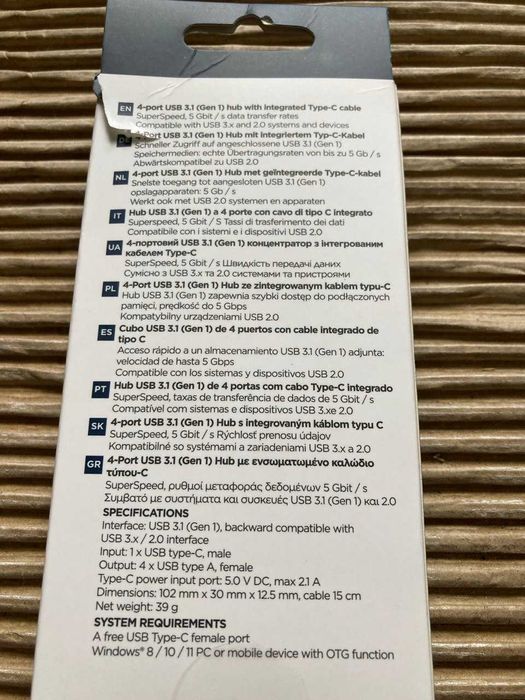 EN 4-port USB 3.1 (Gen 1) hub with integrated Type-C cable
SuperSpeed, 5 Gbit / s data transfer rates
Compatible with USB 3.x and 2.0 systems and devices
4-Port USB 3.1 (Gen 1) Hub mit integriertem Typ-C-Kabel
Schneller Zugriff auf angeschlossene USB 3.1 (Gen 1)
Speichermedien: echte Übertragungsraten von bis zu 5 Gb / s
Abwärtskompatibel zu USB 2.0
NL 4-port USB 3.1 (Gen 1) Hub met geïntegreerde Type-C-kabel
Snelste toegang tot aangesloten USB 3.1 (Gen 1)
opslagapparaten: 5 Gb / s
Werkt ook met USB 2.0 systemen en apparaten
IT Hub USB 3.1 (Gen 1) a 4 porte con cavo di tipo C integrato
Superspeed, 5 Gbit / S Tassi di trasferimento dei dati
Compatibile con i sistemi e i dispositivi USB 2.0
UA 4-портовий USB 3.1 (Gen 1) концентратор з інтегрованим
кабелем Type-C
SuperSpeed, 5 Gbit / s Швидкість передачі даних
Сумісно з USB 3.x та 2.0 системами та пристроями
PL 4-Port USB 3.1 (Gen 1) Hub ze zintegrowanym kablem typu-C
Hub USB 3.1 (Gen 1) zapewnia szybki dostęp do podłączonych
pamięci, prędkość do 5 Gbps
Kompatybilny urządzeniami USB 2.0
ES Cubo USB 3.1 (Gen 1) de 4 puertos con cable integrado de
tipo C
Acceso rápido a un almacenamiento USB 3.1 (Gen 1) adjunta:
velocidad de hasta 5 Gbps
Compatible con los sistemas y dispositivos USB 2.0
PT Hub USB 3.1 (Gen 1) de 4 portas com cabo Type-C integrado
SuperSpeed, taxas de transferência de dados de 5 Gbit / s
Compatível com sistemas e dispositivos USB 3.xe 2.0
SK 4-port USB 3.1 (Gen 1) Hub s integrovaným káblom typu C
SuperSpeed, 5 Gbit / s Rýchlosť prenosu údajov
Kompatibilné so systémami a zariadeniami USB 3.x a 2.0
GR 4-Port USB 3.1 (Gen 1) Hub με ενσωματωμένο καλώδιο
τύπου-C
SuperSpeed, ρυθμοί μεταφοράς δεδομένων 5 Gbit / s
Συμβατό με συστήματα και συσκευές USB 3.1 (Gen 1) και 2.0
SPECIFICATIONS
Interface: USB 3.1 (Gen 1), backward compatible with
USB 3.x / 2.0 interface
Input: 1 x USB type-C, male
Output: 4 x USB type A, female
Type-C power input port: 5.0 V DC, max 2.1 A
Dimensions: 102 mm x 30 mm x 12.5 mm, cable 15 cm
Net weight: 39 g
SYSTEM REQUIREMENTS
A free USB Type-C female port
Windows® 8 / 10 / 11 PC or mobile device with OTG function